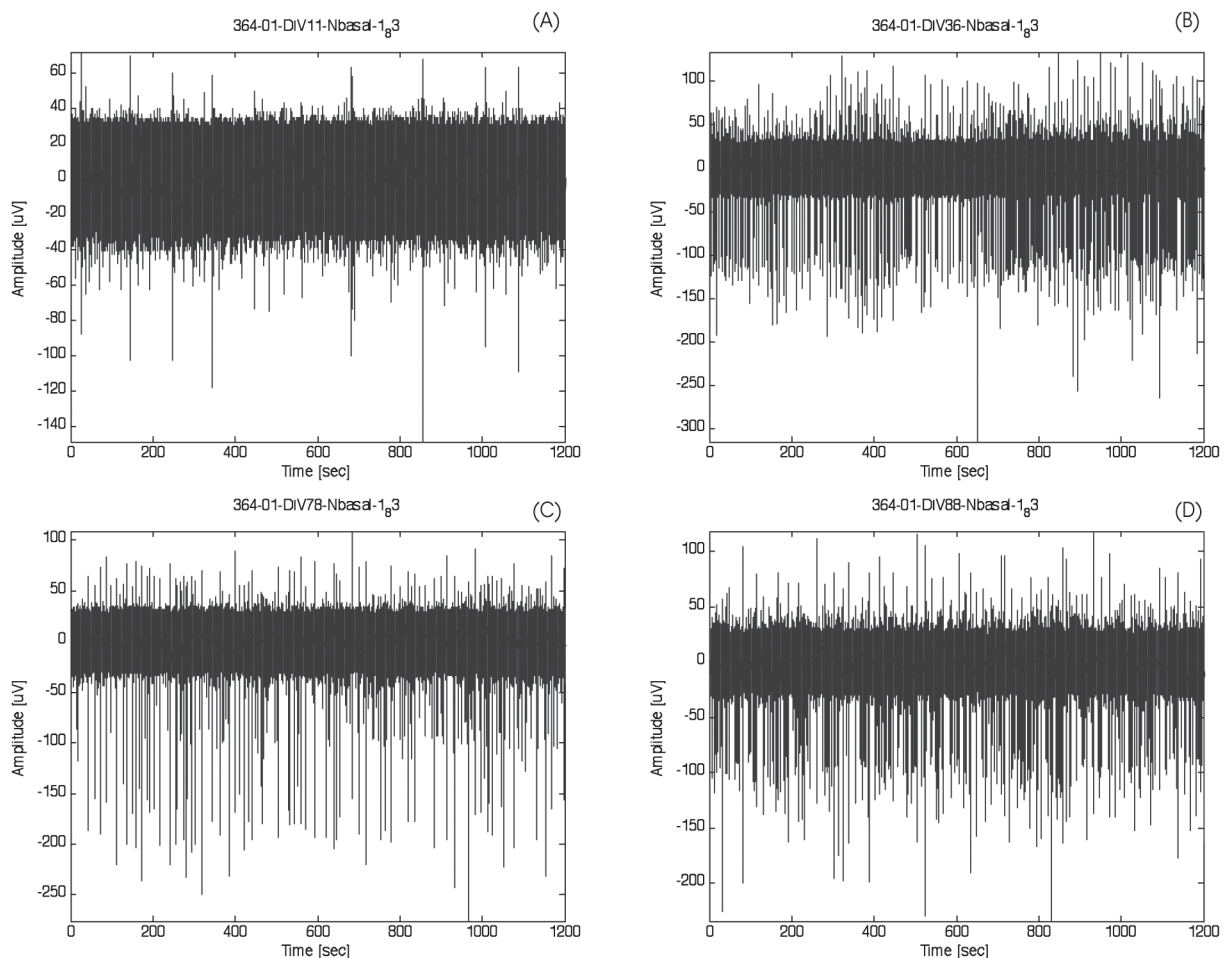 364-01-DIV11-Nbasal-1₈3 (A)
60
40
20
0
-20
-40
-60
-80
-100
-120
-140
Amplitude [uV]
0 200 400 600 800 1000 1200
Time [sec]
364-01-DIV36-Nbasal-1₈3 (B)
100
50
0
-50
-100
-150
-200
-250
-300
Amplitude [uV]
0 200 400 600 800 1000 1200
Time [sec]
364-01-DIV78-Nbasal-1₈3 (C)
100
50
0
-50
-100
-150
-200
-250
Amplitude [uV]
0 200 400 600 800 1000 1200
Time [sec]
364-01-DIV88-Nbasal-1₈3 (D)
100
50
0
-50
-100
-150
-200
Amplitude [uV]
0 200 400 600 800 1000 1200
Time [sec]